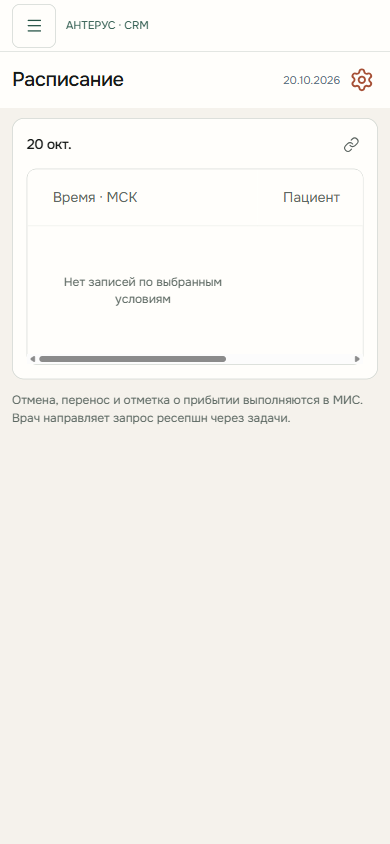 АНТЕРУС · CRM
Расписание
20.10.2026
20 окт.
Время · МСК
Пациент
Нет записей по выбранным
условиям
Отмена, перенос и отметка о прибытии выполняются в МИС.
Врач направляет запрос ресепшн через задачи.